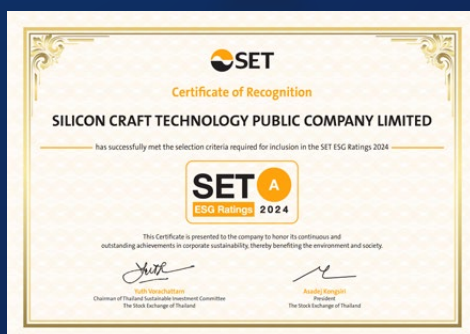 SET
Certificate of Recognition
SILICON CRAFT TECHNOLOGY PUBLIC COMPANY LIMITED
has successfully met the selection criteria required for inclusion in the SET ESG Ratings 2024
SET A
ESG Ratings 2024
This Certificate is presented to the company to honor its continuous and
outstanding achievements in corporate sustainability, thereby benefiting the environment and society.
Yuth Vorachattarn
Chairman of Thailand Sustainable Investment Committee
The Stock Exchange of Thailand
Asadej Kongsiri
President
The Stock Exchange of Thailand